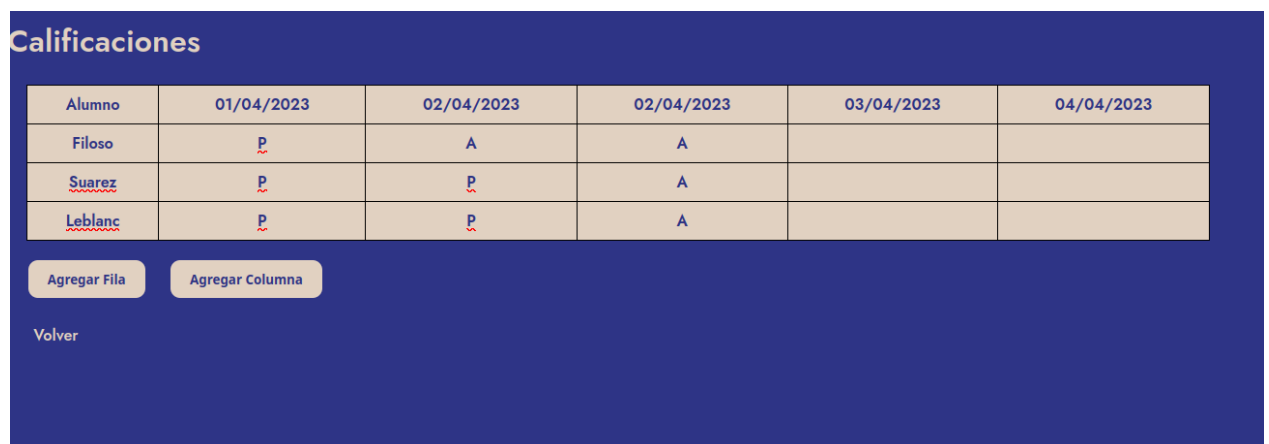 Calificaciones
Alumno 01/04/2023 02/04/2023 02/04/2023 03/04/2023 04/04/2023
Filoso P A A
Suarez P P A
Leblanc P P A
Agregar Fila Agregar Columna
Volver